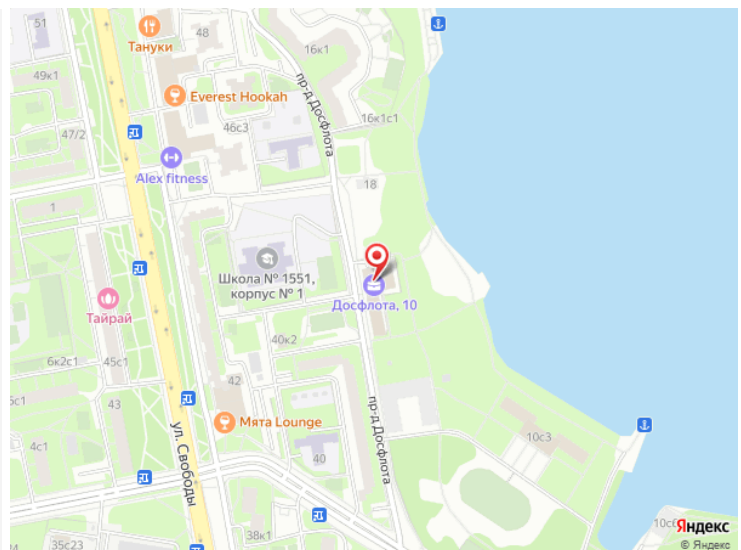 51
48
Тануки
16к1
49к1
Everest Hookah
пр-д Досфлота
16к1с1
47/2
46с3
Alex fitness
18
1
Школа № 1551,
корпус № 1
Досфлота, 10
Тайрай
40к2
6к2с1
45с1
42
5с1
43
Мята Lounge
пр-д Досфлота
ул. Свободы
10с3
4с1
40
38к1
35с23
10с6
Яндекс
© Яндекс